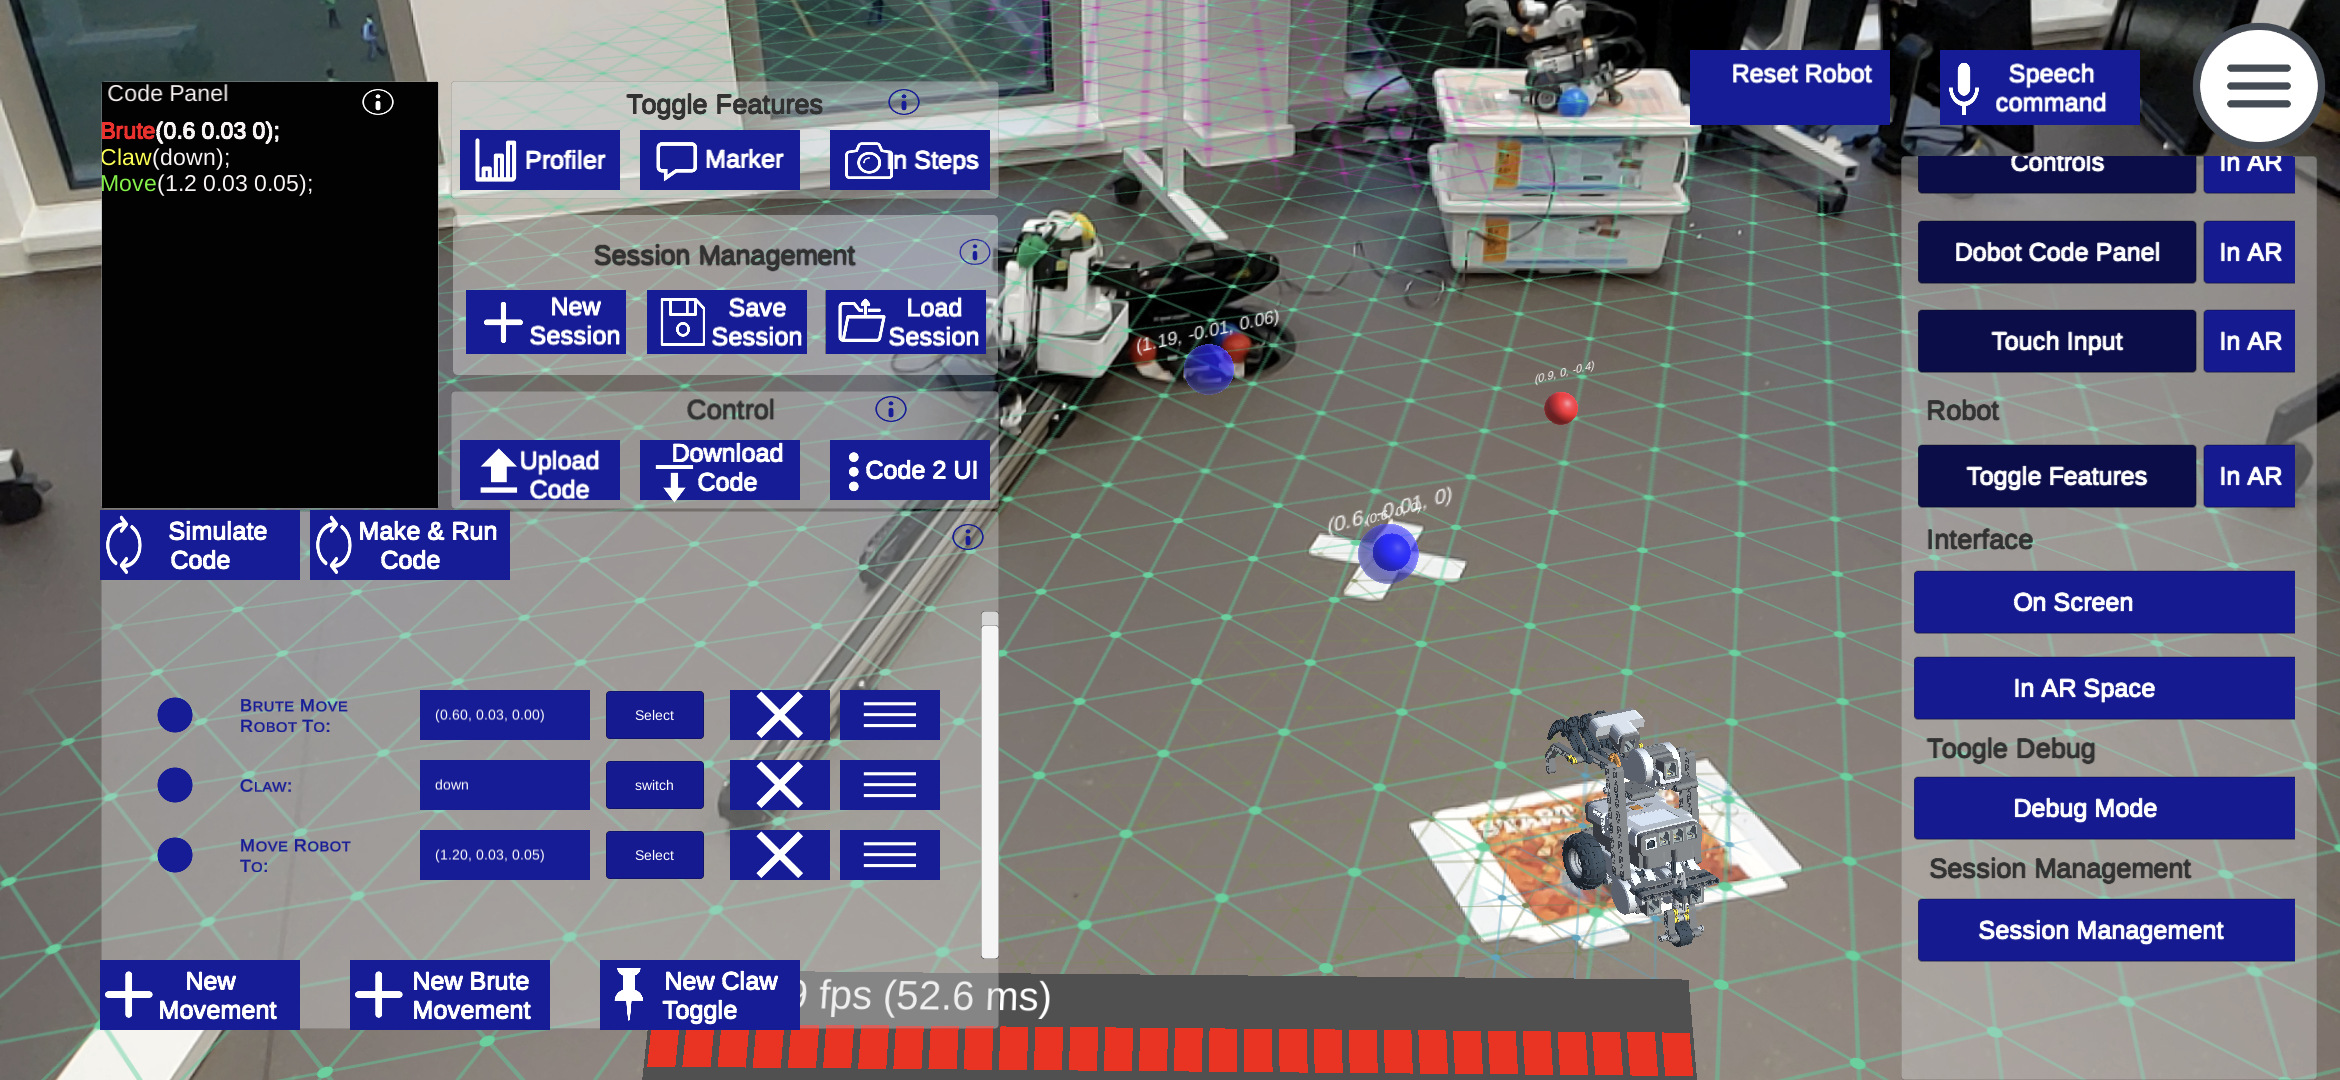 Code Panel
Brute(0.6 0.03 0);
Claw(down);
Move(1.2 0.03 0.05);
Toggle Features
Profiler
Marker
In Steps
Session Management
New
Session
Save
Session
Load
Session
Control
Upload
Code
Download
Code
Code 2 UI
Simulate
Code
Make & Run
Code
BRUTE MOVE
ROBOT TO:
(0.60, 0.03, 0.00)
Select
CLAW:
down
switch
MOVE ROBOT
TO:
(1.20, 0.03, 0.05)
Select
New
Movement
New Brute
Movement
New Claw
Toggle
9 fps (52.6 ms)
(1.19, -0.01, 0.06)
(0.9, 0, -0.4)
(0.6, -0.01, 0)
Reset Robot
Speech
command
Controls
In AR
Dobot Code Panel
In AR
Touch Input
In AR
Robot
Toggle Features
In AR
Interface
On Screen
In AR Space
Toogle Debug
Debug Mode
Session Management
Session Management